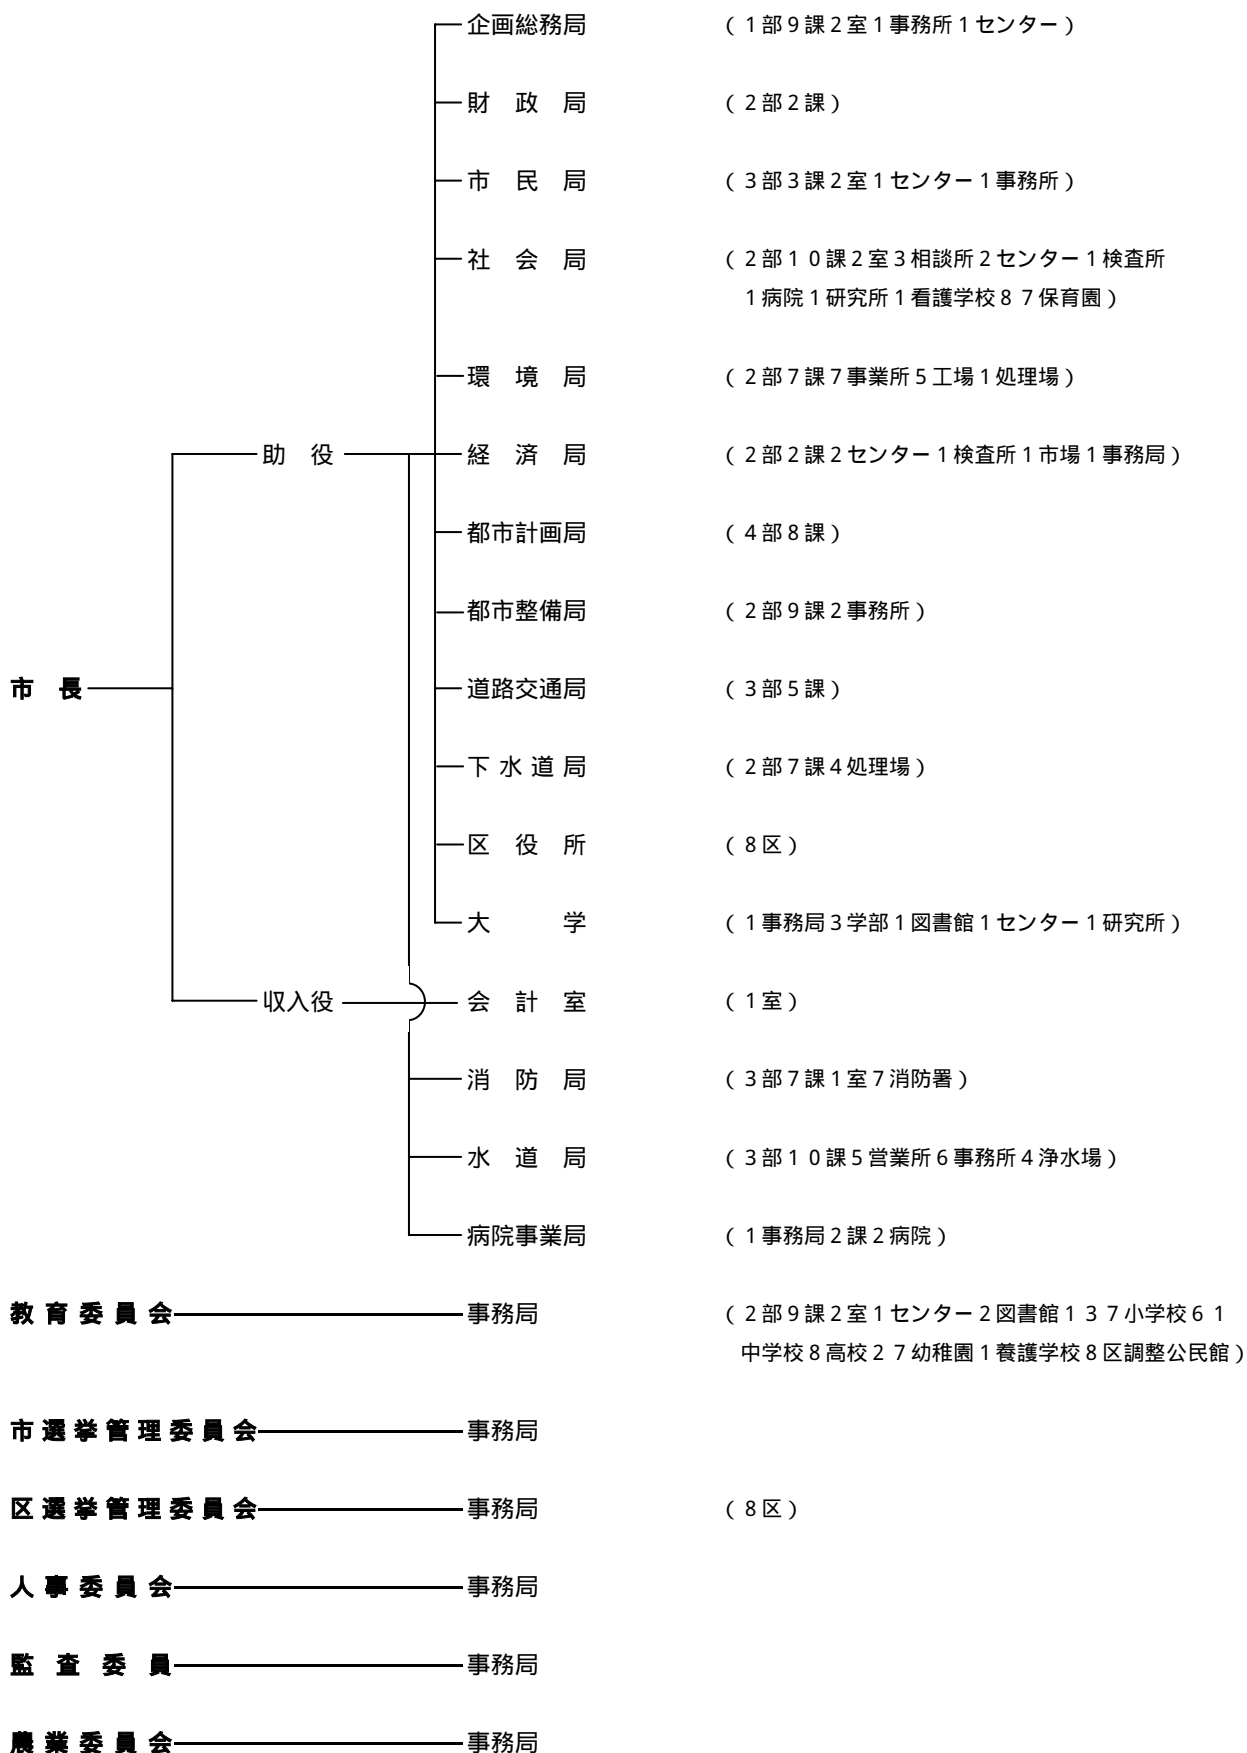 企画総務局 (1部9課2室1事務所1センター)
財政局 (2部2課)
市民局 (3部3課2室1センター1事務所)
社会局 (2部10課2室3相談所2センター1検査所
1病院1研究所1看護学校87保育園)
環境局 (2部7課7事業所5工場1処理場)
助役 経済局 (2部2課2センター1検査所1市場1事務局)
都市計画局 (4部8課)
都市整備局 (2部9課2事務所)
市長 道路交通局 (3部5課)
下水道局 (2部7課4処理場)
区役所 (8区)
大学 (1事務局3学部1図書館1センター1研究所)
収入役 会計室 (1室)
消防局 (3部7課1室7消防署)
水道局 (3部10課5営業所6事務所4浄水場)
病院事業局 (1事務局2課2病院)
教育委員会 事務局 (2部9課2室1センター2図書館137小学校61
中学校8高校27幼稚園1養護学校8区調整公民館)
市選挙管理委員会 事務局
区選挙管理委員会 事務局 (8区)
人事委員会 事務局
監査委員 事務局
農業委員会 事務局